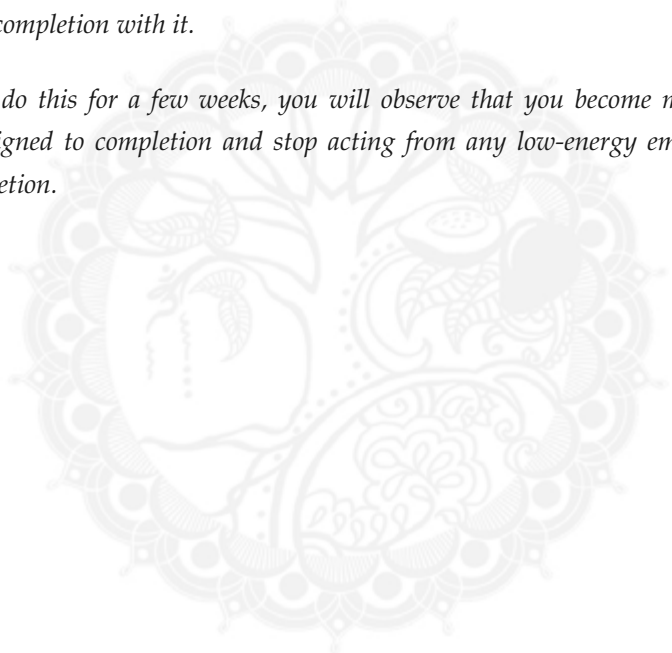 completion with it.
do this for a few weeks, you will observe that you become
to completion and stop acting from any low-energy